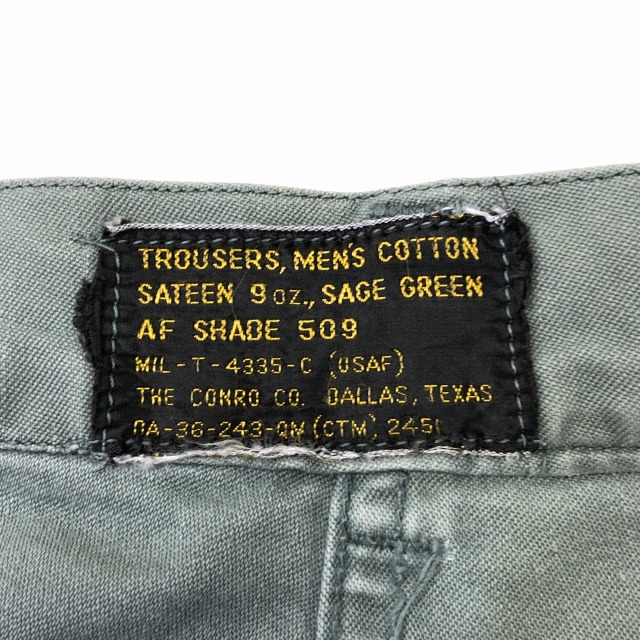 TROUSERS, MEN'S COTTON
SATEEN 9 OZ., SAGE GREEN
AF SHADE 509
MIL-T-4335-C (USAF)
THE CONRO CO. DALLAS, TEXAS
DA-36-243-QM (CTM) 2451